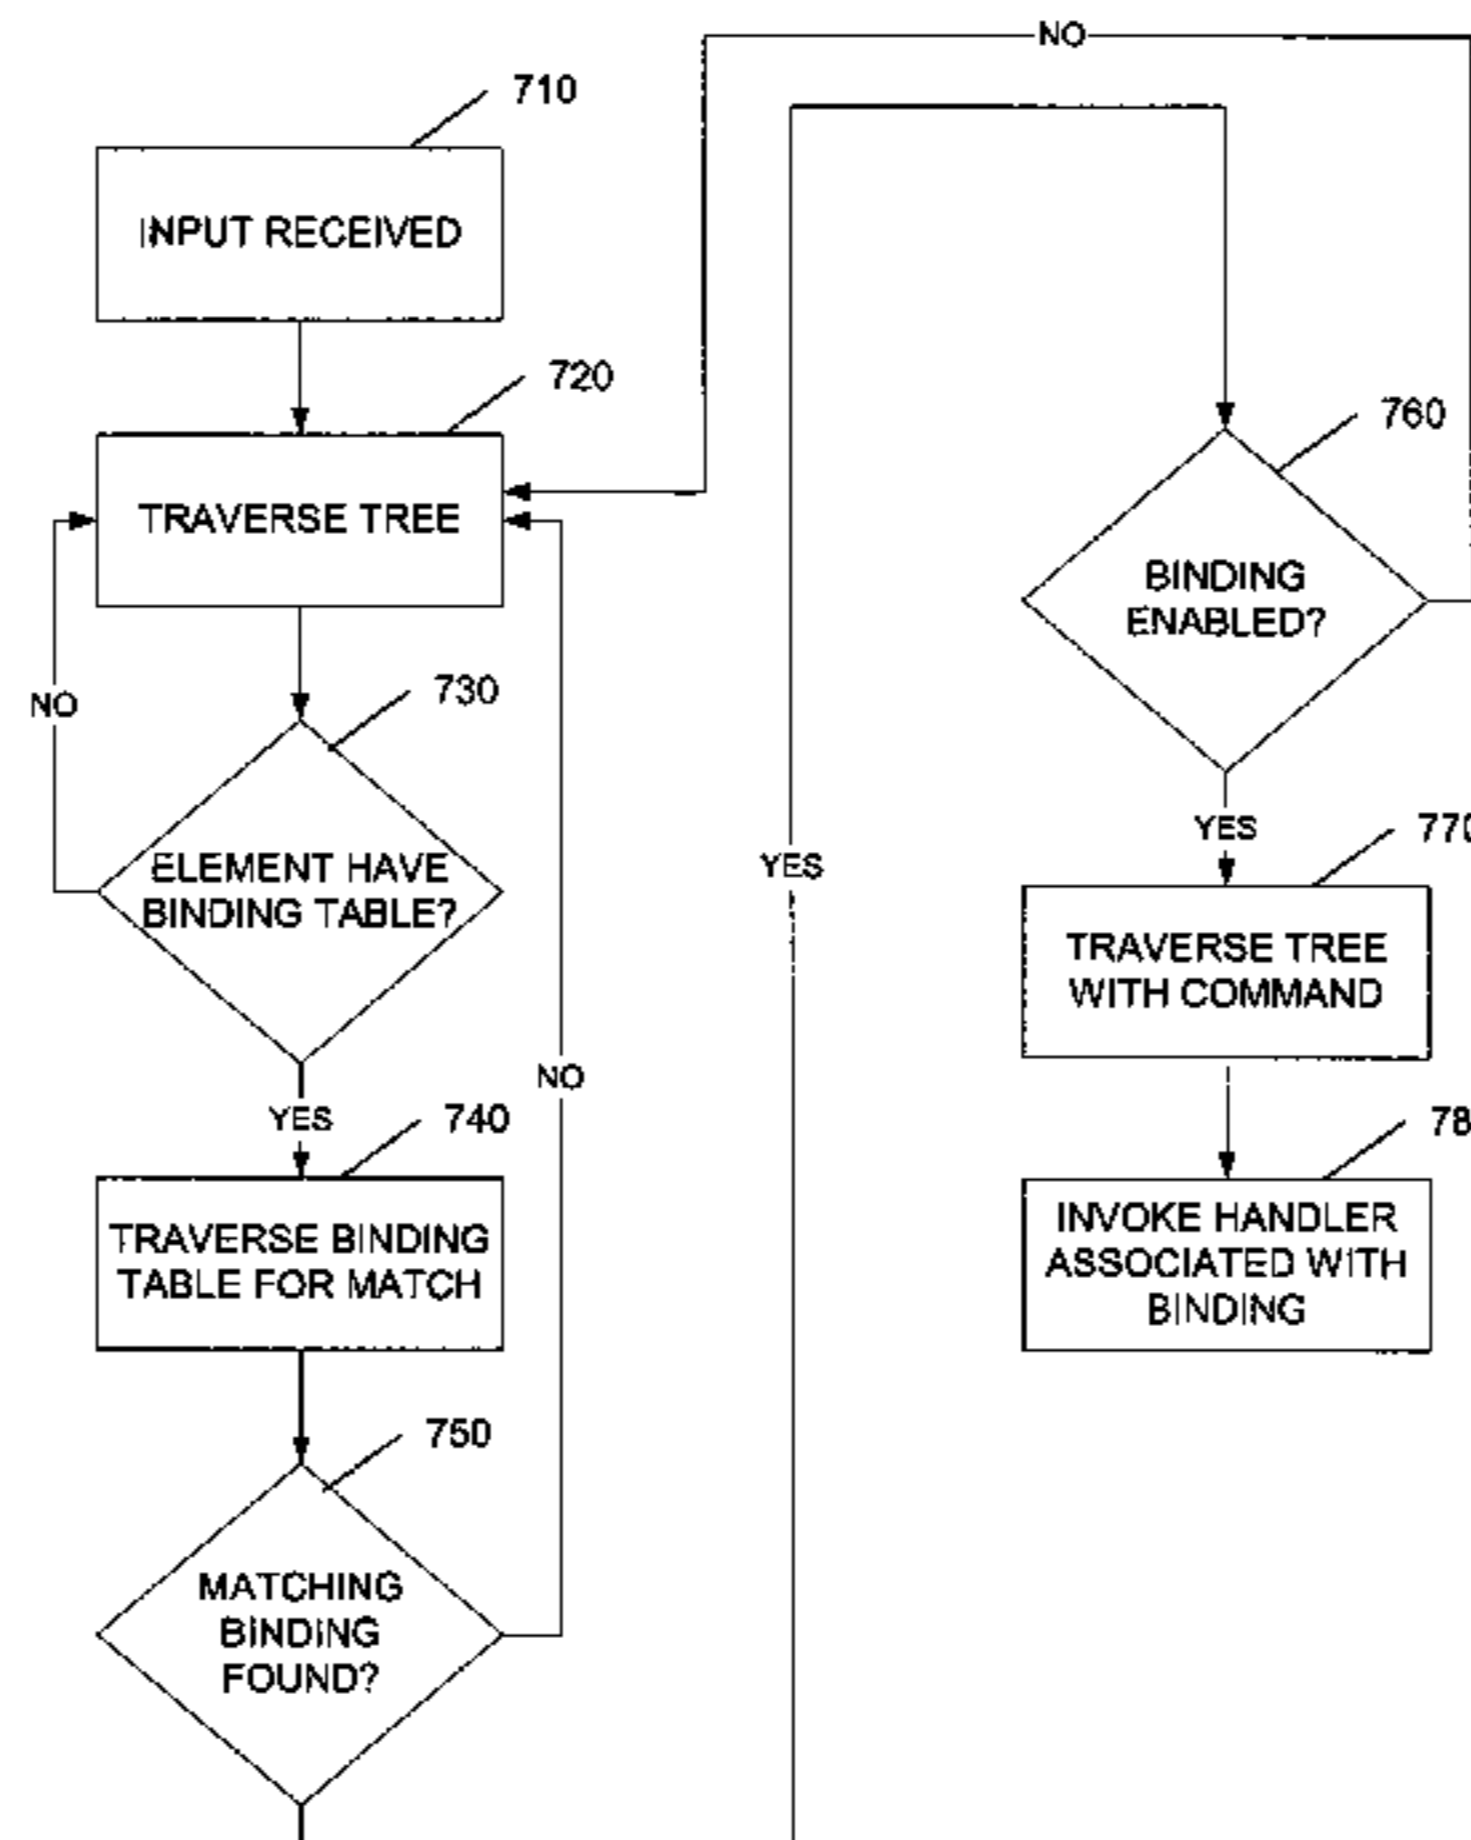 710
INPUT RECEIVED
720
TRAVERSE TREE
NO
730
ELEMENT HAVE
BINDING TABLE?
YES
740
TRAVERSE BINDING
TABLE FOR MATCH
750
MATCHING
BINDING
FOUND?
NO
YES
NO
760
BINDING
ENABLED?
YES
770
TRAVERSE TREE
WITH COMMAND
78
INVOKE HANDLER
ASSOCIATED WITH
BINDING